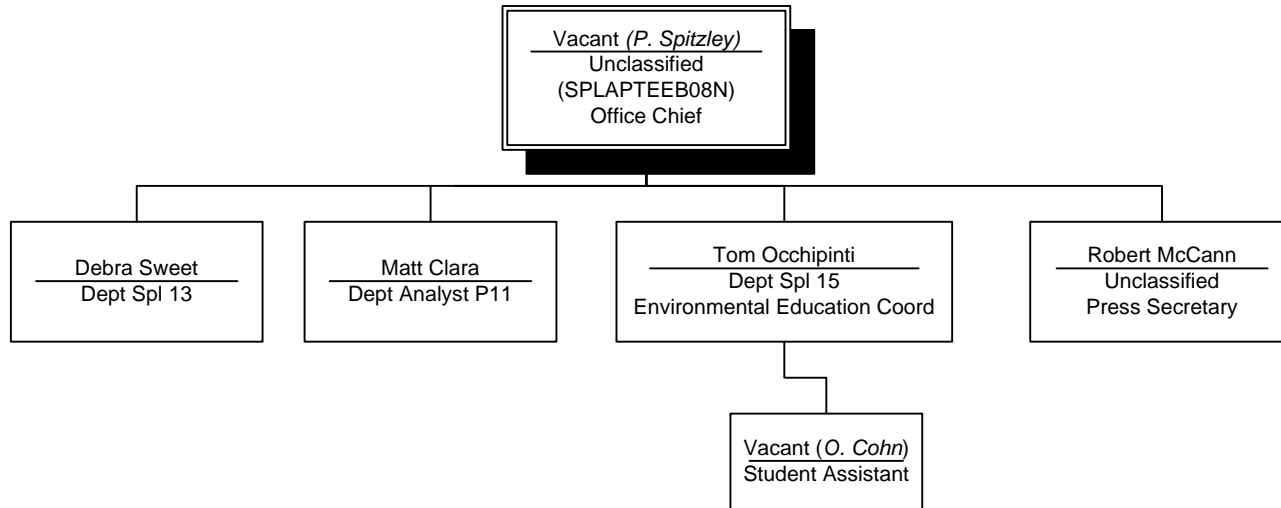 Vacant (P. Spitzley)
Unclassified
(SPLAPTEEB08N)
Office Chief
Debra Sweet
Dept Spl 13
Matt Clara
Dept Analyst P11
Tom Occhipinti
Dept Spl 15
Environmental Education Coord
Robert McCann
Unclassified
Press Secretary
Vacant (O. Cohn)
Student Assistant